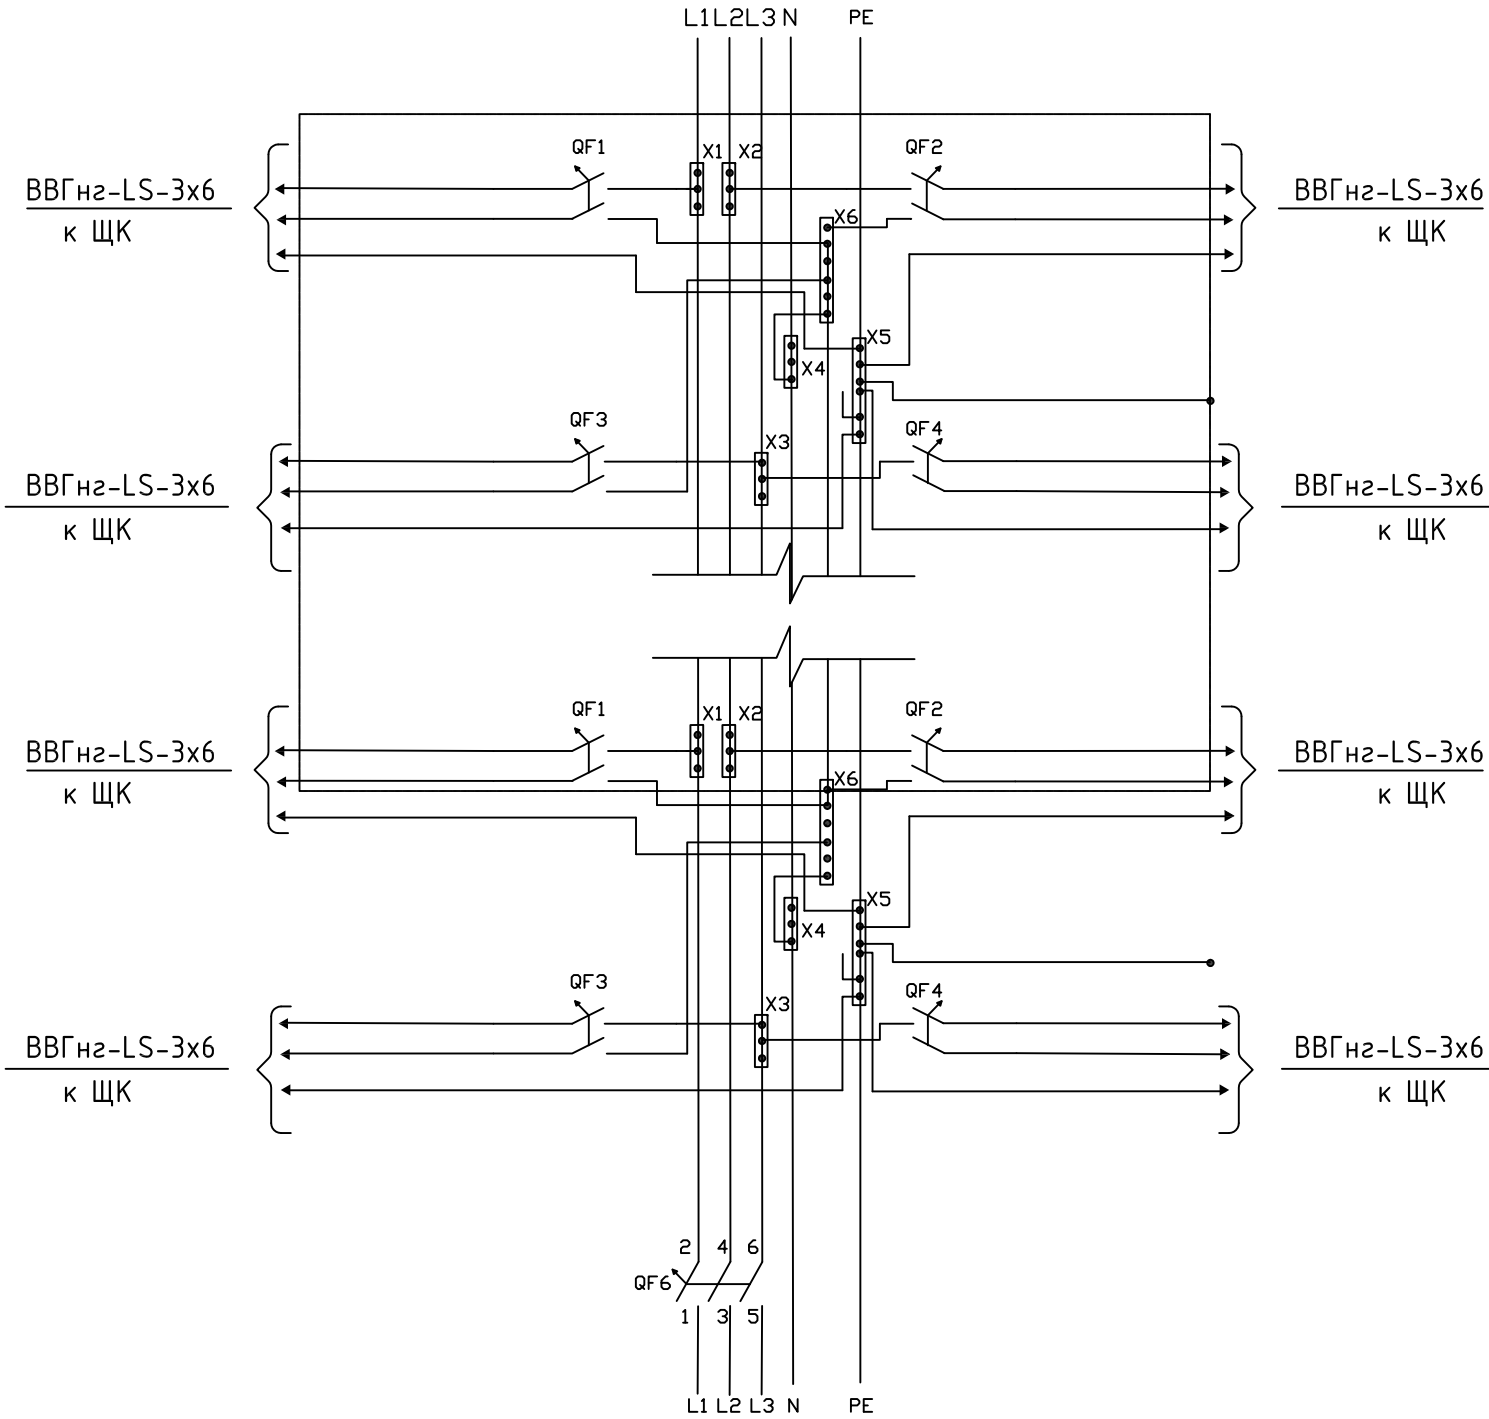 L1 L2 L3 N PE
QF1 X1 X2 QF2
ВВГнг-LS-3х6
к ЩК
ВВГнг-LS-3х6
к ЩК
X6
X5
X4
QF3 X3 QF4
ВВГнг-LS-3х6
к ЩК
ВВГнг-LS-3х6
к ЩК
QF1 X1 X2 QF2
ВВГнг-LS-3х6
к ЩК
ВВГнг-LS-3х6
к ЩК
X6
X5
X4
QF3 X3 QF4
ВВГнг-LS-3х6
к ЩК
ВВГнг-LS-3х6
к ЩК
2 4 6
QF6
1 3 5
L1 L2 L3 N PE